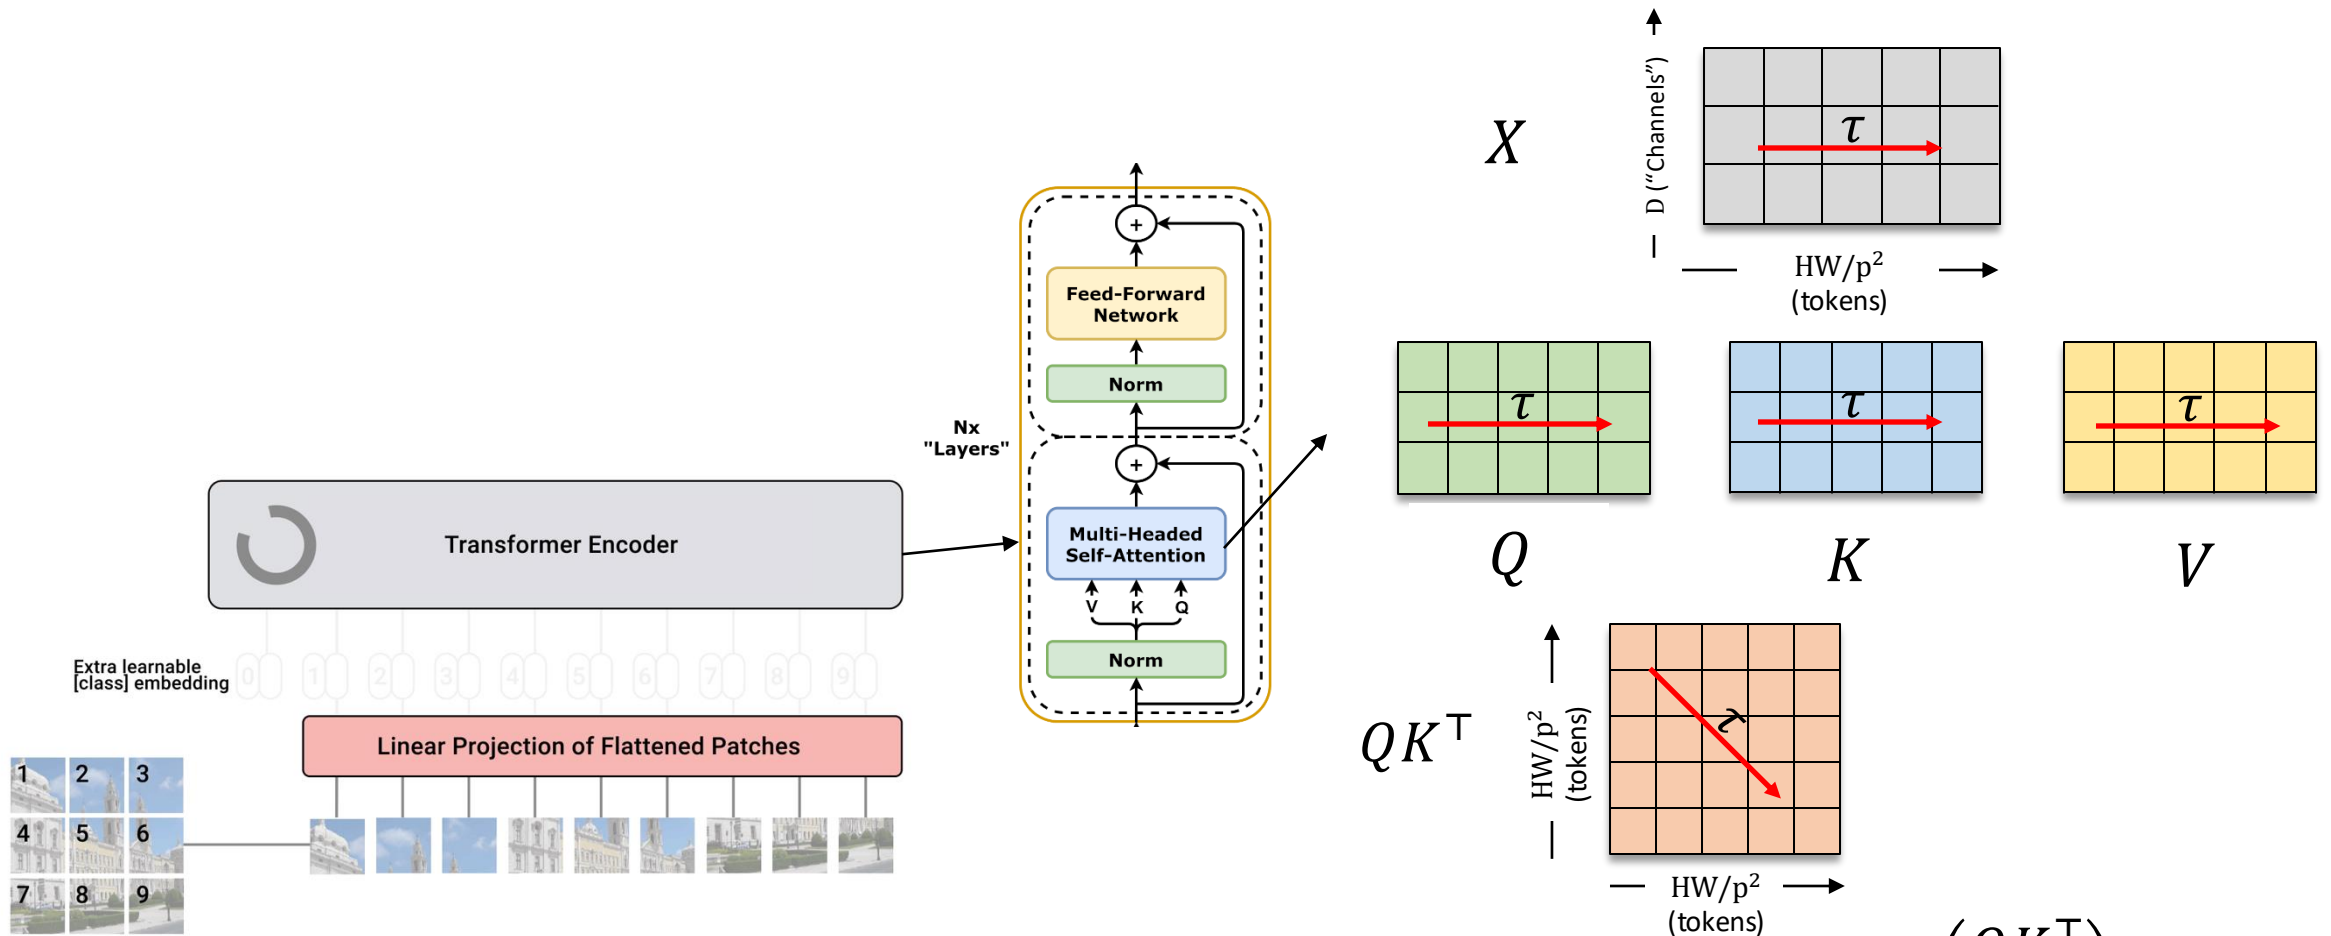 X
D ("Channels")
τ
HW/p²
(tokens)
+
Feed-Forward
Network
Norm
Nx
"Layers"
+
Multi-Headed
Self-Attention
V K Q
Norm
τ
τ
τ
Q
K
V
Transformer Encoder
Extra learnable
[class] embedding
0 1 2 3 4 5 6 7 8 9
Linear Projection of Flattened Patches
1 2 3
4 5 6
7 8 9
QK⊤
HW/p²
(tokens)
τ
HW/p²
(tokens)
(QK⊤)